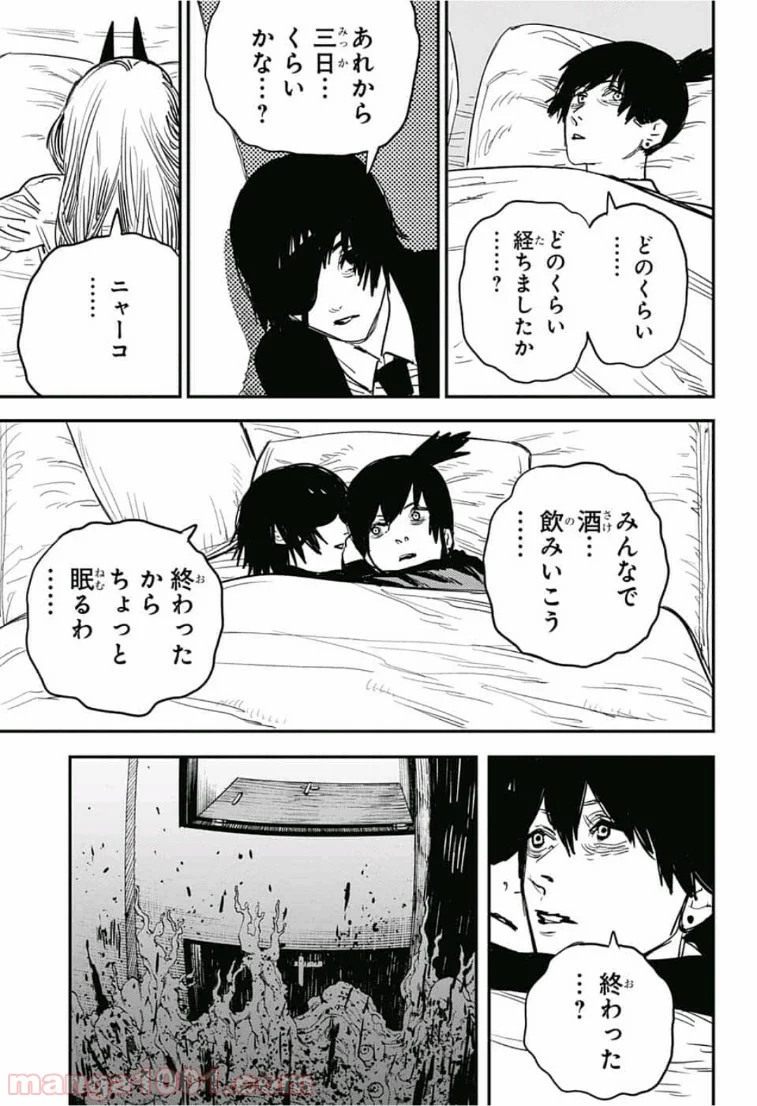 どのくらい
……
どのくらい
経ちましたか
……？
あれから
三日…
くらい
かな…？
ニャーコ
……
みんなで
酒…
飲みいこう
……
終わった
から
ちょっと
眠るわ
……
終わった
……？
manga1001.com